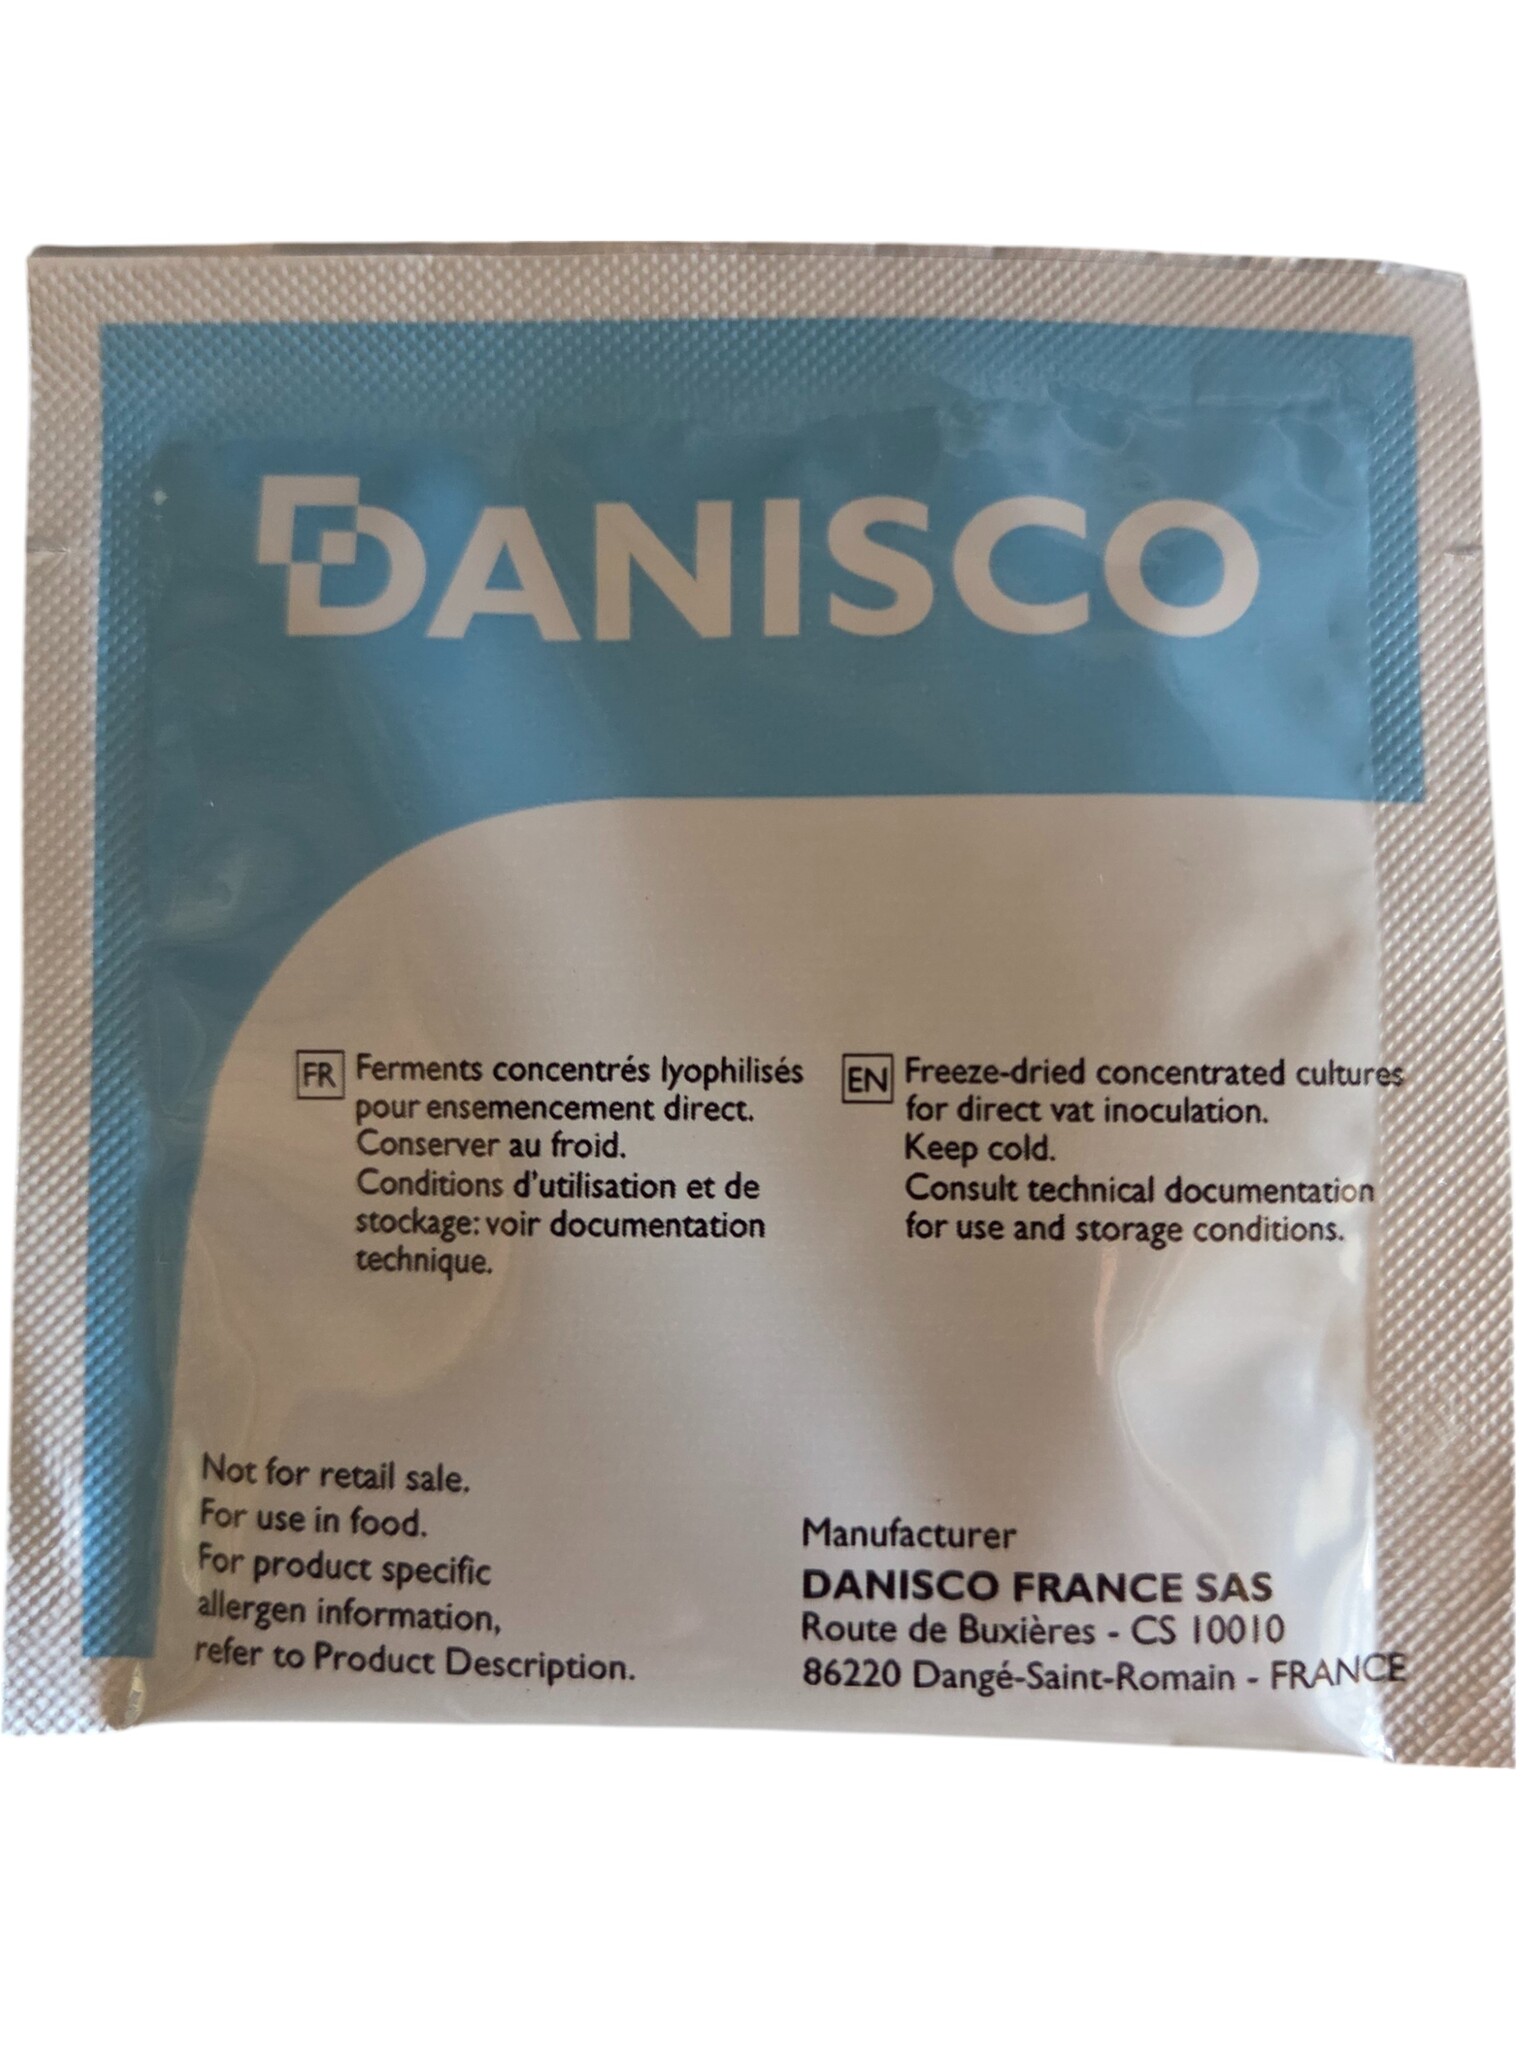 DANISCO
FR Ferments concentrés lyophilisés
pour ensemencement direct.
Conserver au froid.
Conditions d'utilisation et de
stockage: voir documentation
technique.
EN Freeze-dried concentrated cultures
for direct vat inoculation.
Keep cold.
Consult technical documentation
for use and storage conditions.
Not for retail sale.
For use in food.
For product specific
allergen information,
refer to Product Description.
Manufacturer
DANISCO FRANCE SAS
Route de Buxières - CS 10010
86220 Dangé-Saint-Romain - FRANCE